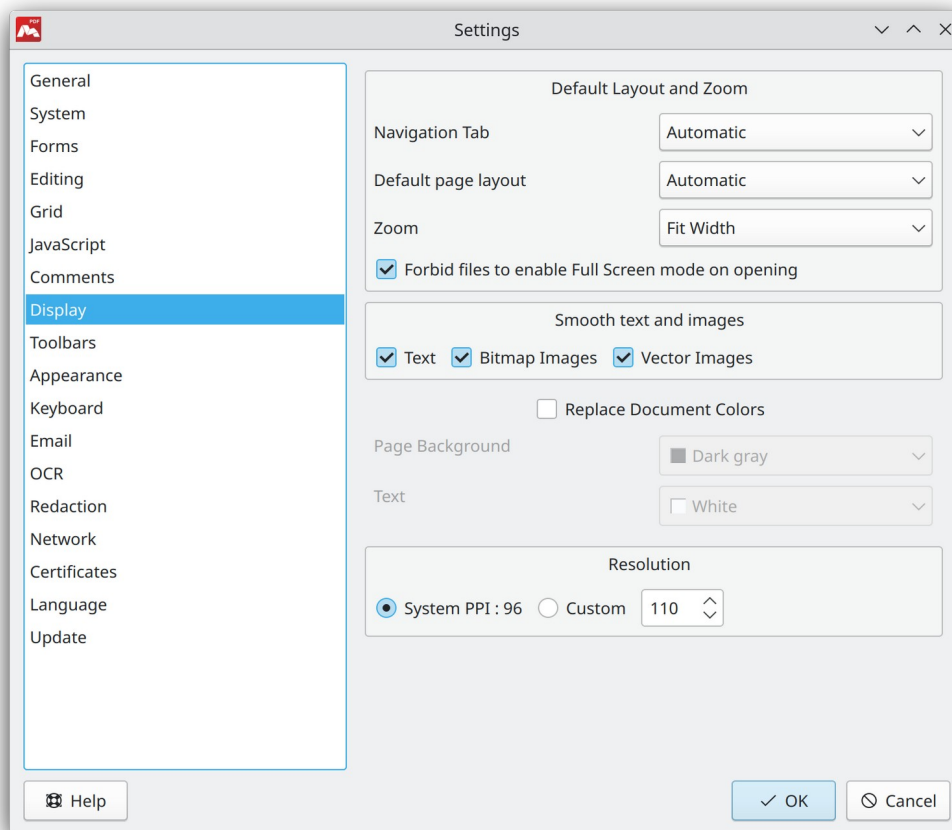 PDF
Settings
General
System
Forms
Editing
Grid
JavaScript
Comments
Display
Toolbars
Appearance
Keyboard
Email
OCR
Redaction
Network
Certificates
Language
Update
Default Layout and Zoom
Navigation Tab Automatic
Default page layout Automatic
Zoom Fit Width
Forbid files to enable Full Screen mode on opening
Smooth text and images
Text Bitmap Images Vector Images
Replace Document Colors
Page Background Dark gray
Text White
Resolution
System PPI : 96 Custom 110
Help OK Cancel